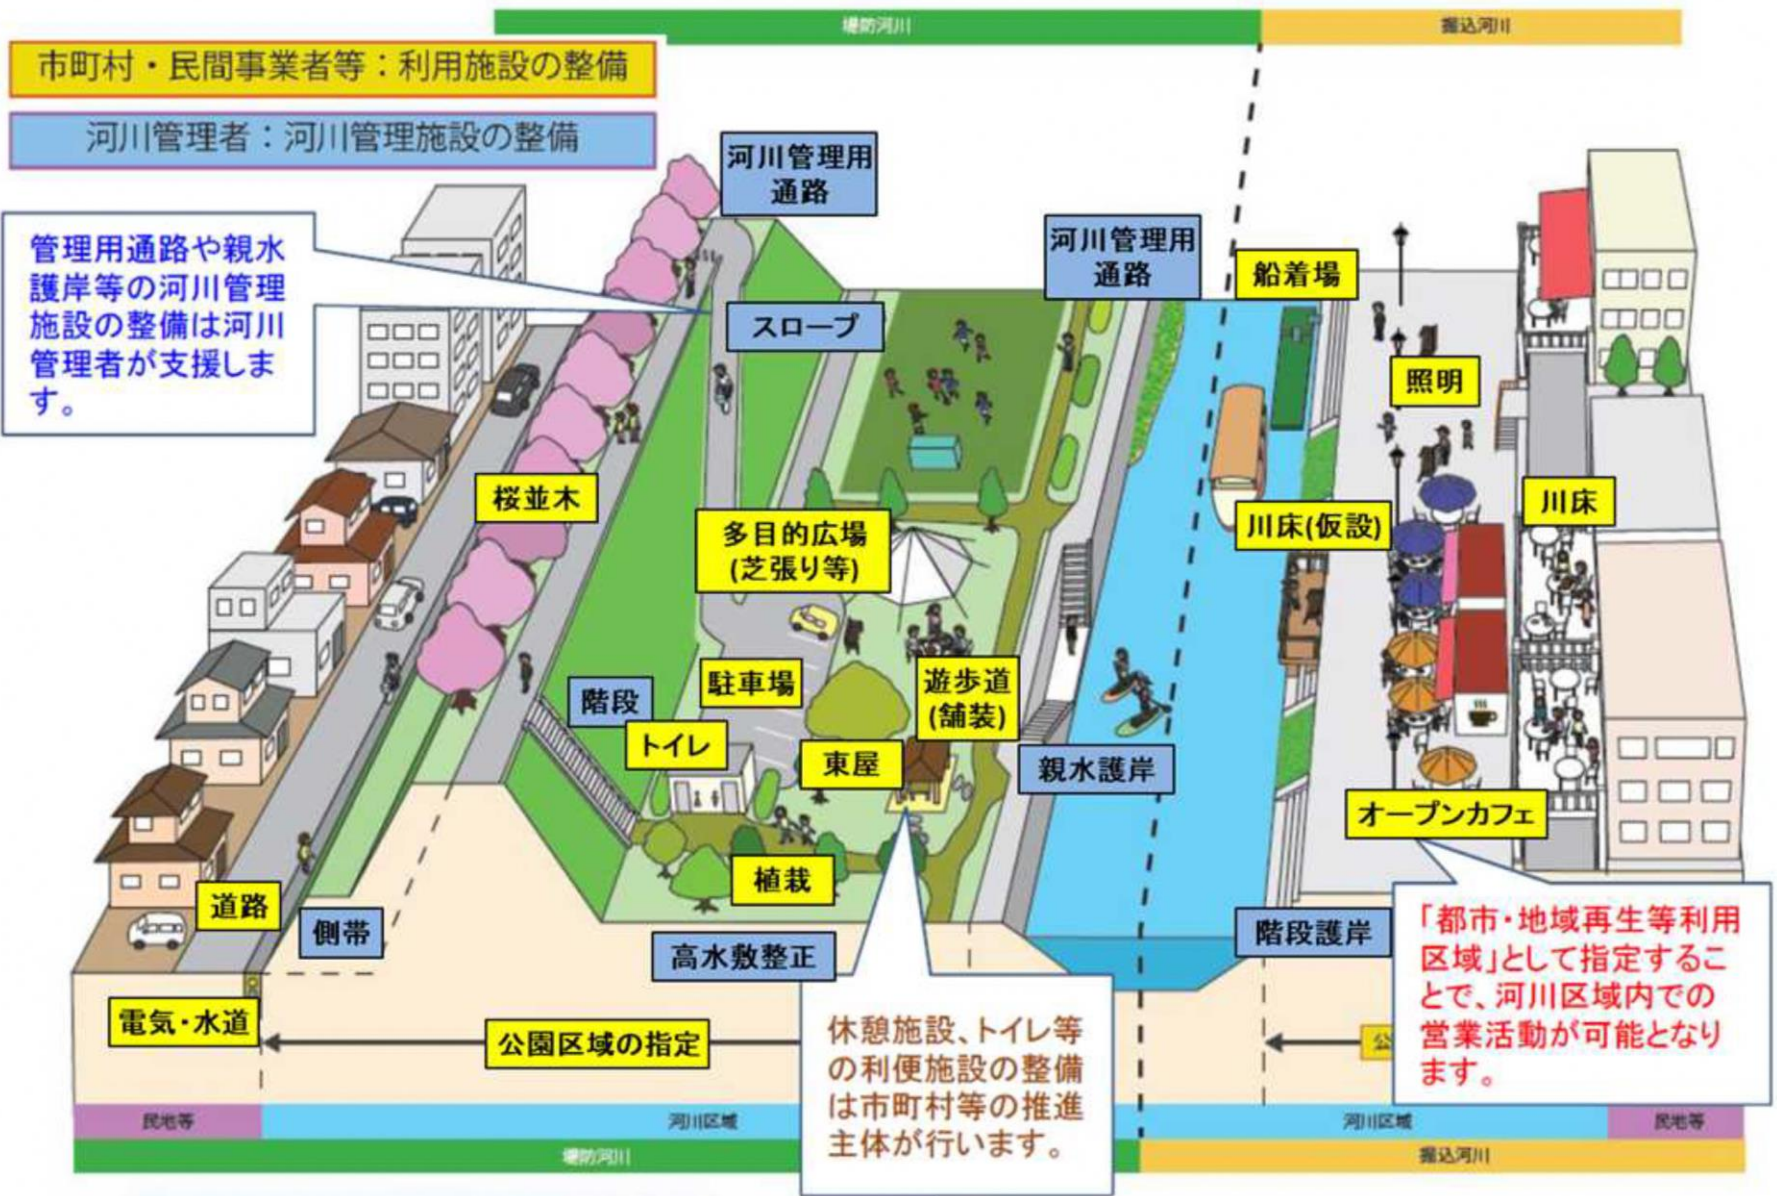 堤防河川
掘込河川
市町村・民間事業者等：利用施設の整備
河川管理者：河川管理施設の整備
河川管理用
通路
管理用通路や親水
護岸等の河川管理
施設の整備は河川
管理者が支援しま
す。
河川管理用
通路
船着場
スロープ
照明
桜並木
川床
川床(仮設)
多目的広場
(芝張り等)
階段
駐車場
遊歩道
(舗装)
トイレ
東屋
親水護岸
オープンカフェ
植栽
道路
側帯
高水敷整正
階段護岸
「都市・地域再生等利用
区域」として指定するこ
とで、河川区域内での
営業活動が可能となり
ます。
電気・水道
公園区域の指定
公
休憩施設、トイレ等
の利便施設の整備
は市町村等の推進
主体が行います。
民地等
河川区域
河川区域
民地等
堤防河川
掘込河川